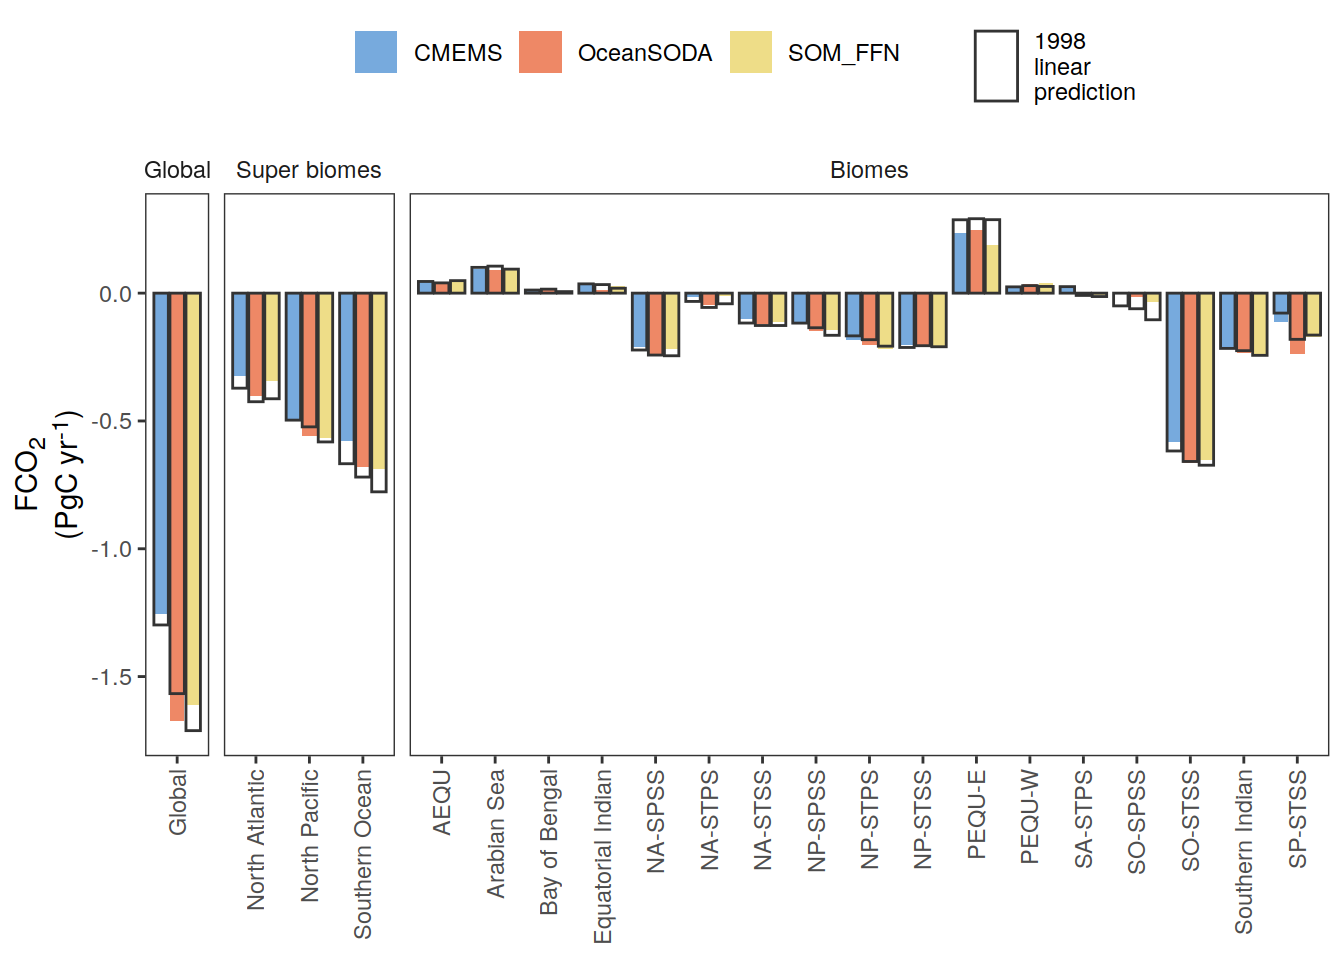 CMEMS
OceanSODA
SOM_FFN
1998
linear
prediction
Global
Super biomes
Biomes
0.0
-0.5
-1.0
-1.5
FCO2
(PgC yr-1)
Global
North Atlantic
North Pacific
Southern Ocean
AEQU
Arabian Sea
Bay of Bengal
Equatorial Indian
NA-SPSS
NA-STPS
NA-STSS
NP-SPSS
NP-STPS
NP-STSS
PEQU-E
PEQU-W
SA-STPS
SO-SPSS
SO-STSS
Southern Indian
SP-STSS